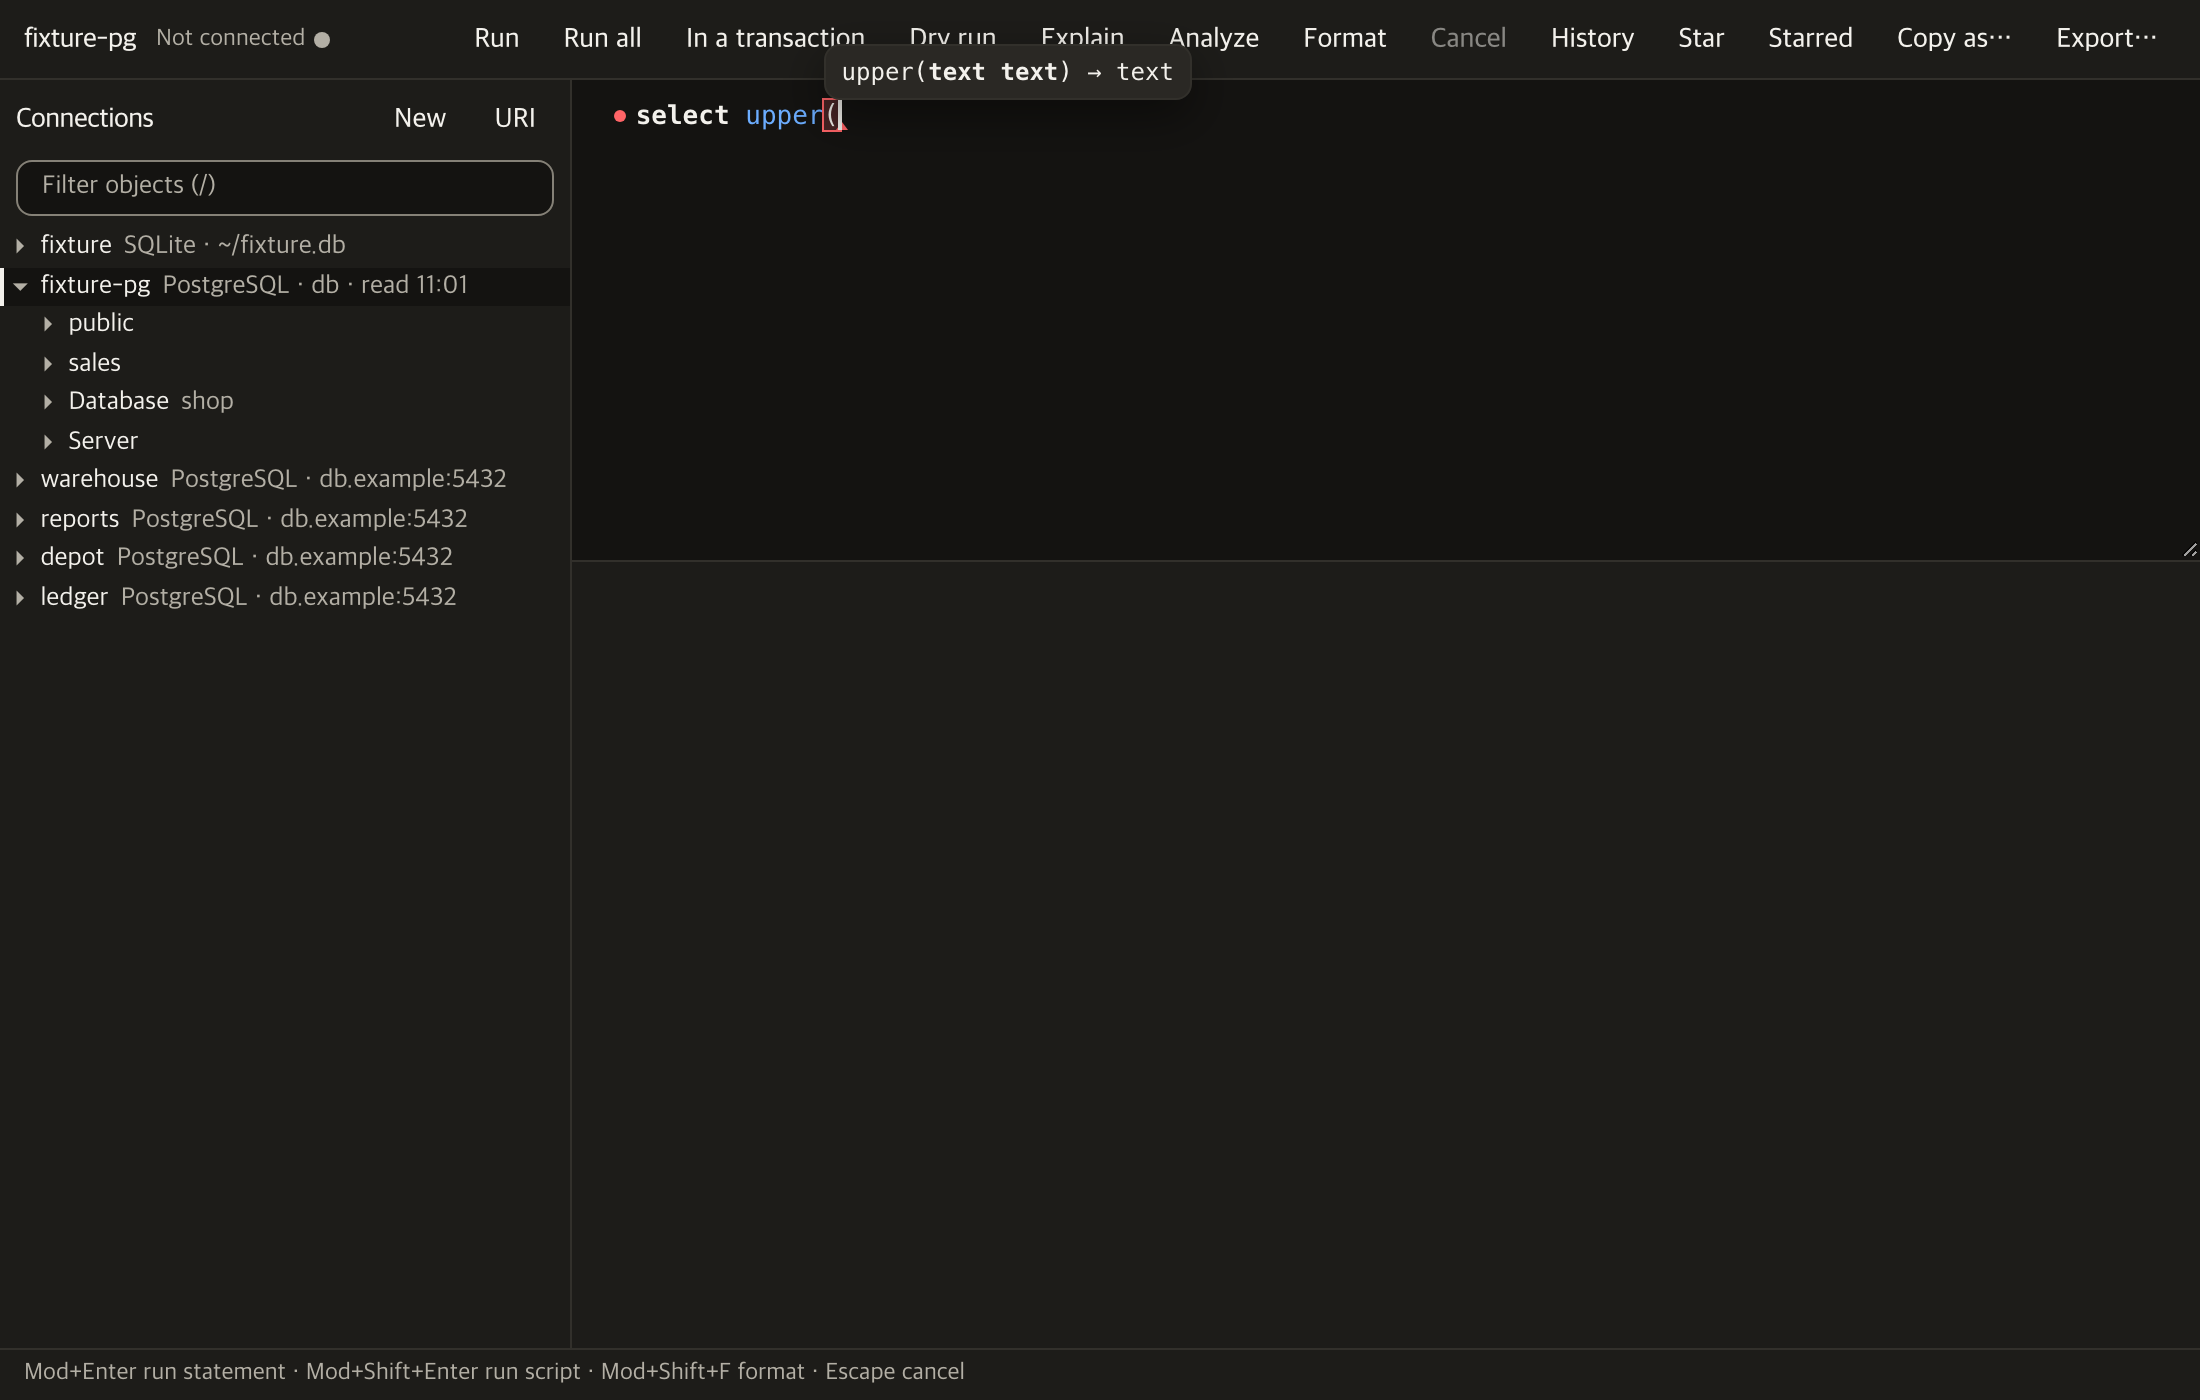 fixture-pg Not connected Run Run all In a transaction Dry run Explain Analyze Format Cancel History Star Starred Copy as··· Export···
upper(text text) → text
Connections New URI
select upper(
Filter objects (/)
fixture SQLite · ~/fixture.db
fixture-pg PostgreSQL · db · read 11:01
public
sales
Database shop
Server
warehouse PostgreSQL · db.example:5432
reports PostgreSQL · db.example:5432
depot PostgreSQL · db.example:5432
ledger PostgreSQL · db.example:5432
Mod+Enter run statement · Mod+Shift+Enter run script · Mod+Shift+F format · Escape cancel